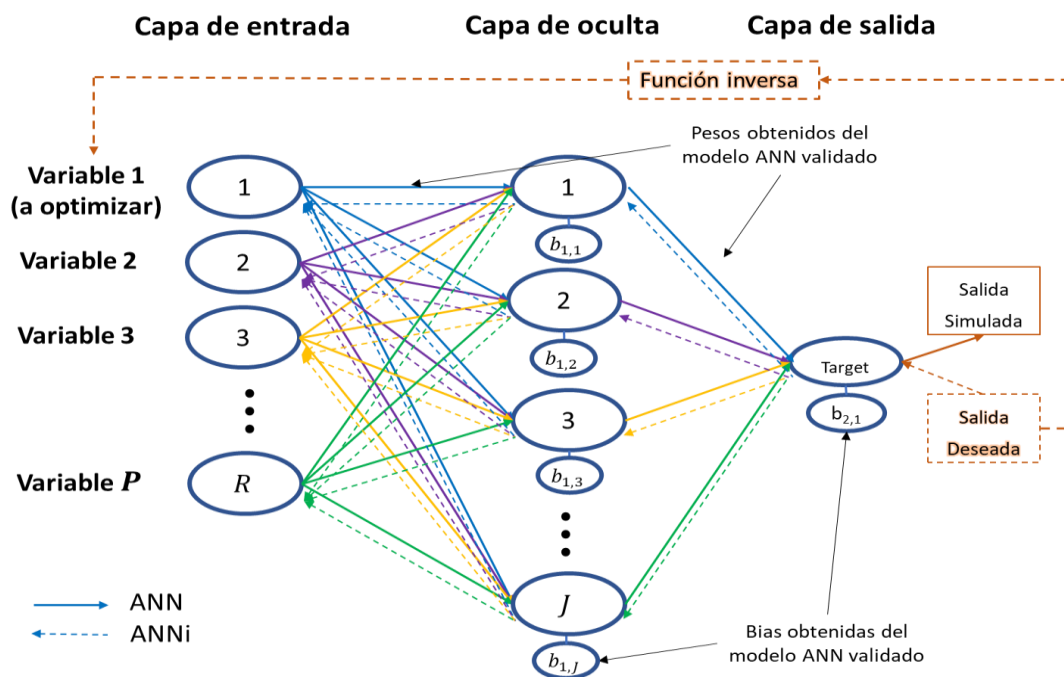 Capa de entrada
Capa de oculta
Capa de salida
Función inversa
Pesos obtenidos del
modelo ANN validado
Variable 1
(a optimizar)
1
1
b1,1
Variable 2
2
2
b1,2
Variable 3
3
3
b1,3
Variable P
R
J
b1,J
Target
b2,1
Salida
Simulada
Salida
Deseada
ANN
ANNi
Bias obtenidas del
modelo ANN validado